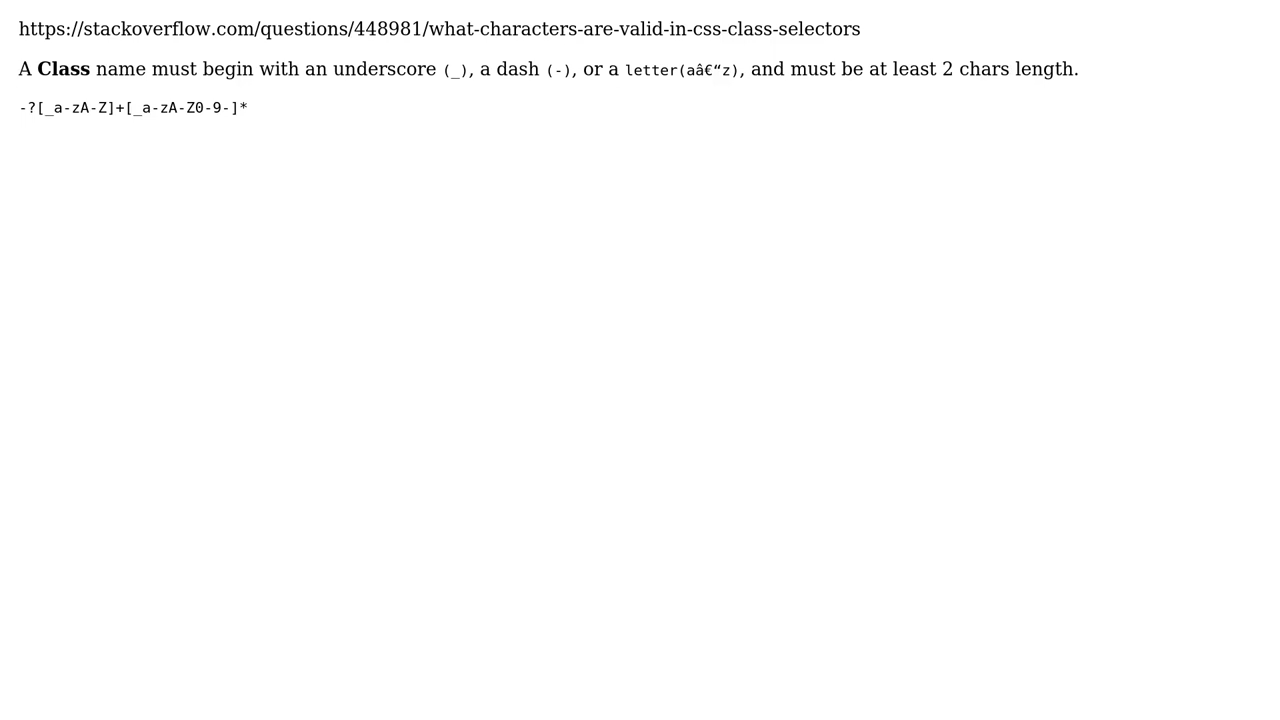 https://stackoverflow.com/questions/448981/what-characters-are-valid-in-css-class-selectors
A Class name must begin with an underscore (_), a dash (-), or a letter(aâ€“z), and must be at least 2 chars length.
-?[_a-zA-Z]+[_a-zA-Z0-9-]*